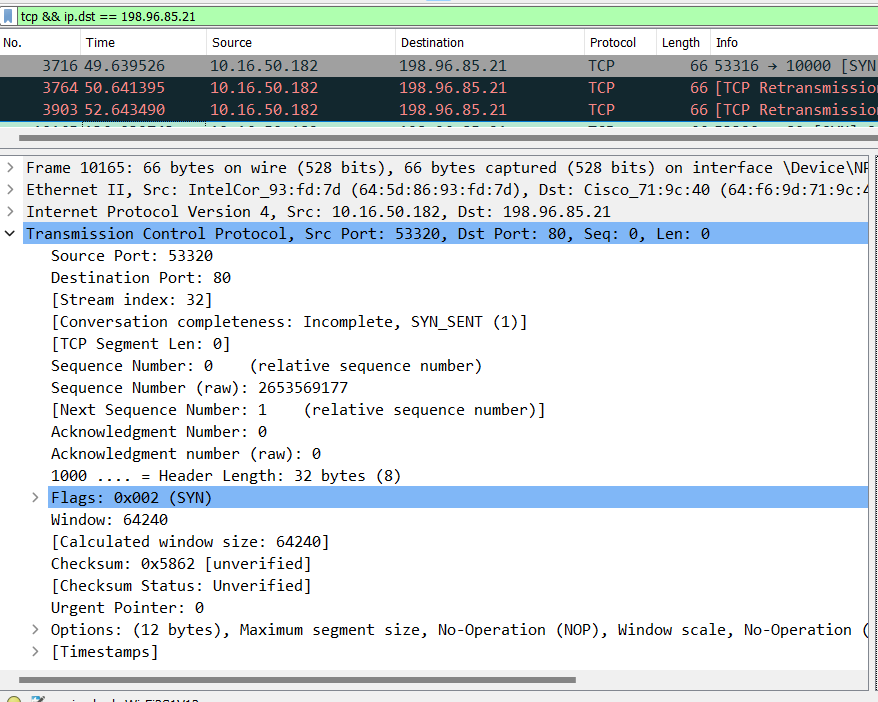 tcp && ip.dst == 198.96.85.21
No. Time Source Destination Protocol Length Info
3716 49.639526 10.16.50.182 198.96.85.21 TCP 66 53316 → 10000 [SYN
3764 50.641395 10.16.50.182 198.96.85.21 TCP 66 [TCP Retransmissio
3903 52.643490 10.16.50.182 198.96.85.21 TCP 66 [TCP Retransmissio
Frame 10165: 66 bytes on wire (528 bits), 66 bytes captured (528 bits) on interface \Device\NP
Ethernet II, Src: IntelCor_93:fd:7d (64:5d:86:93:fd:7d), Dst: Cisco_71:9c:40 (64:f6:9d:71:9c:4
Internet Protocol Version 4, Src: 10.16.50.182, Dst: 198.96.85.21
Transmission Control Protocol, Src Port: 53320, Dst Port: 80, Seq: 0, Len: 0
Source Port: 53320
Destination Port: 80
[Stream index: 32]
[Conversation completeness: Incomplete, SYN_SENT (1)]
[TCP Segment Len: 0]
Sequence Number: 0    (relative sequence number)
Sequence Number (raw): 2653569177
[Next Sequence Number: 1    (relative sequence number)]
Acknowledgment Number: 0
Acknowledgment number (raw): 0
1000 .... = Header Length: 32 bytes (8)
Flags: 0x002 (SYN)
Window: 64240
[Calculated window size: 64240]
Checksum: 0x5862 [unverified]
[Checksum Status: Unverified]
Urgent Pointer: 0
Options: (12 bytes), Maximum segment size, No-Operation (NOP), Window scale, No-Operation (
[Timestamps]